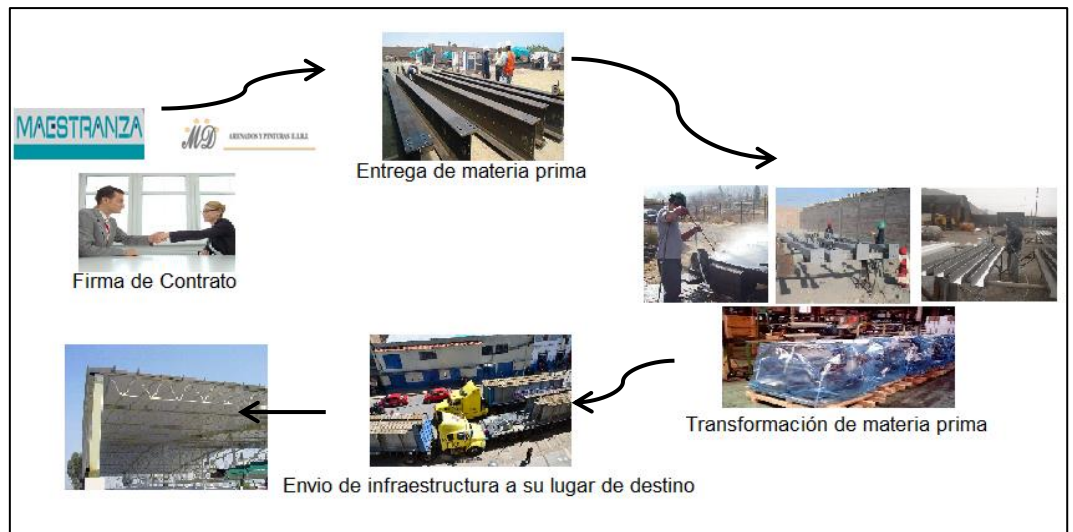 MAESTRANZA
MD
ARENADOS Y PINTURAS E.I.R.L
Firma de Contrato
Entrega de materia prima
Transformación de materia prima
Envio de infraestructura a su lugar de destino